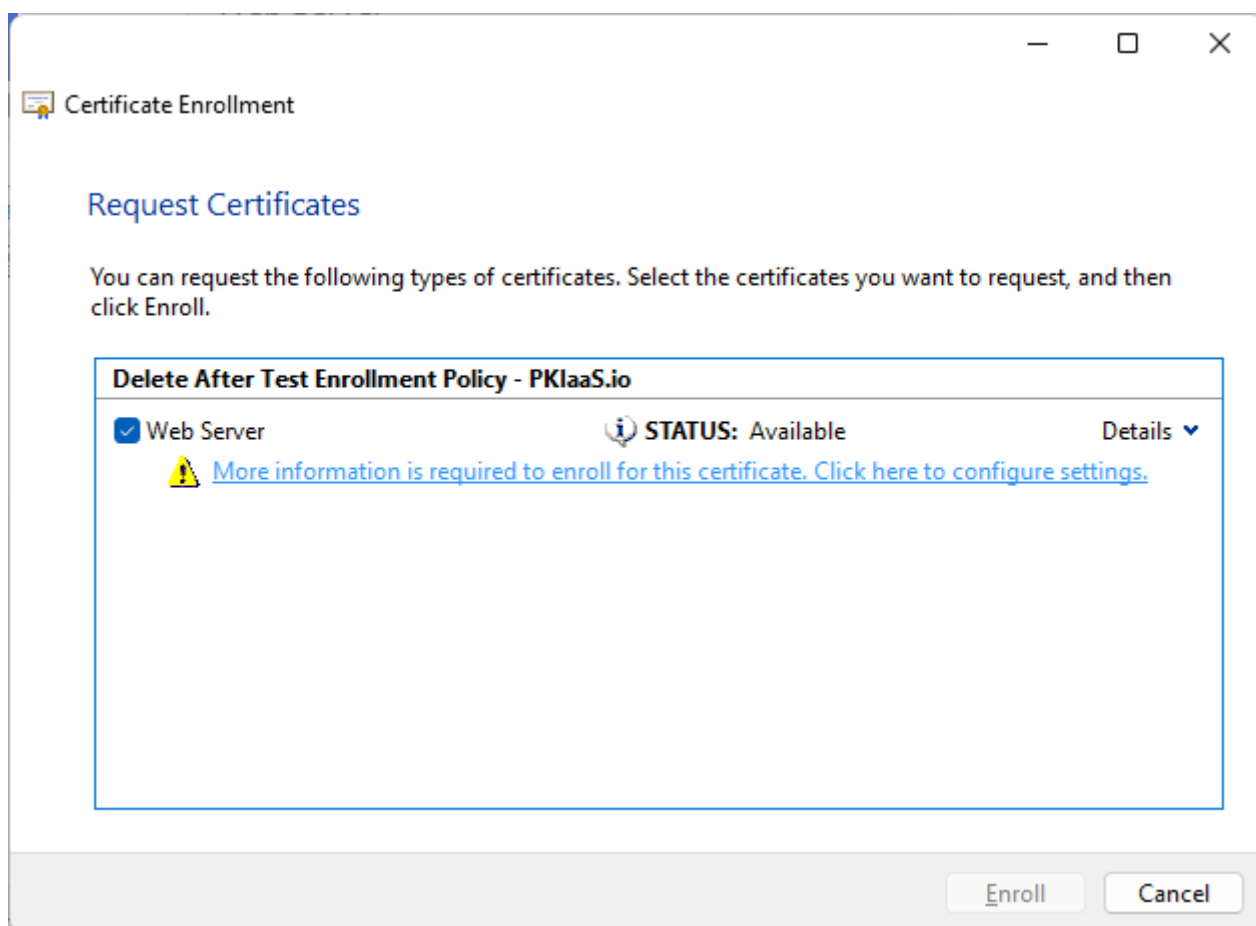 Certificate Enrollment
Request Certificates
You can request the following types of certificates. Select the certificates you want to request, and then
click Enroll.
Delete After Test Enrollment Policy - PKIaaS.io
Web Server STATUS: Available Details
More information is required to enroll for this certificate. Click here to configure settings.
Enroll Cancel